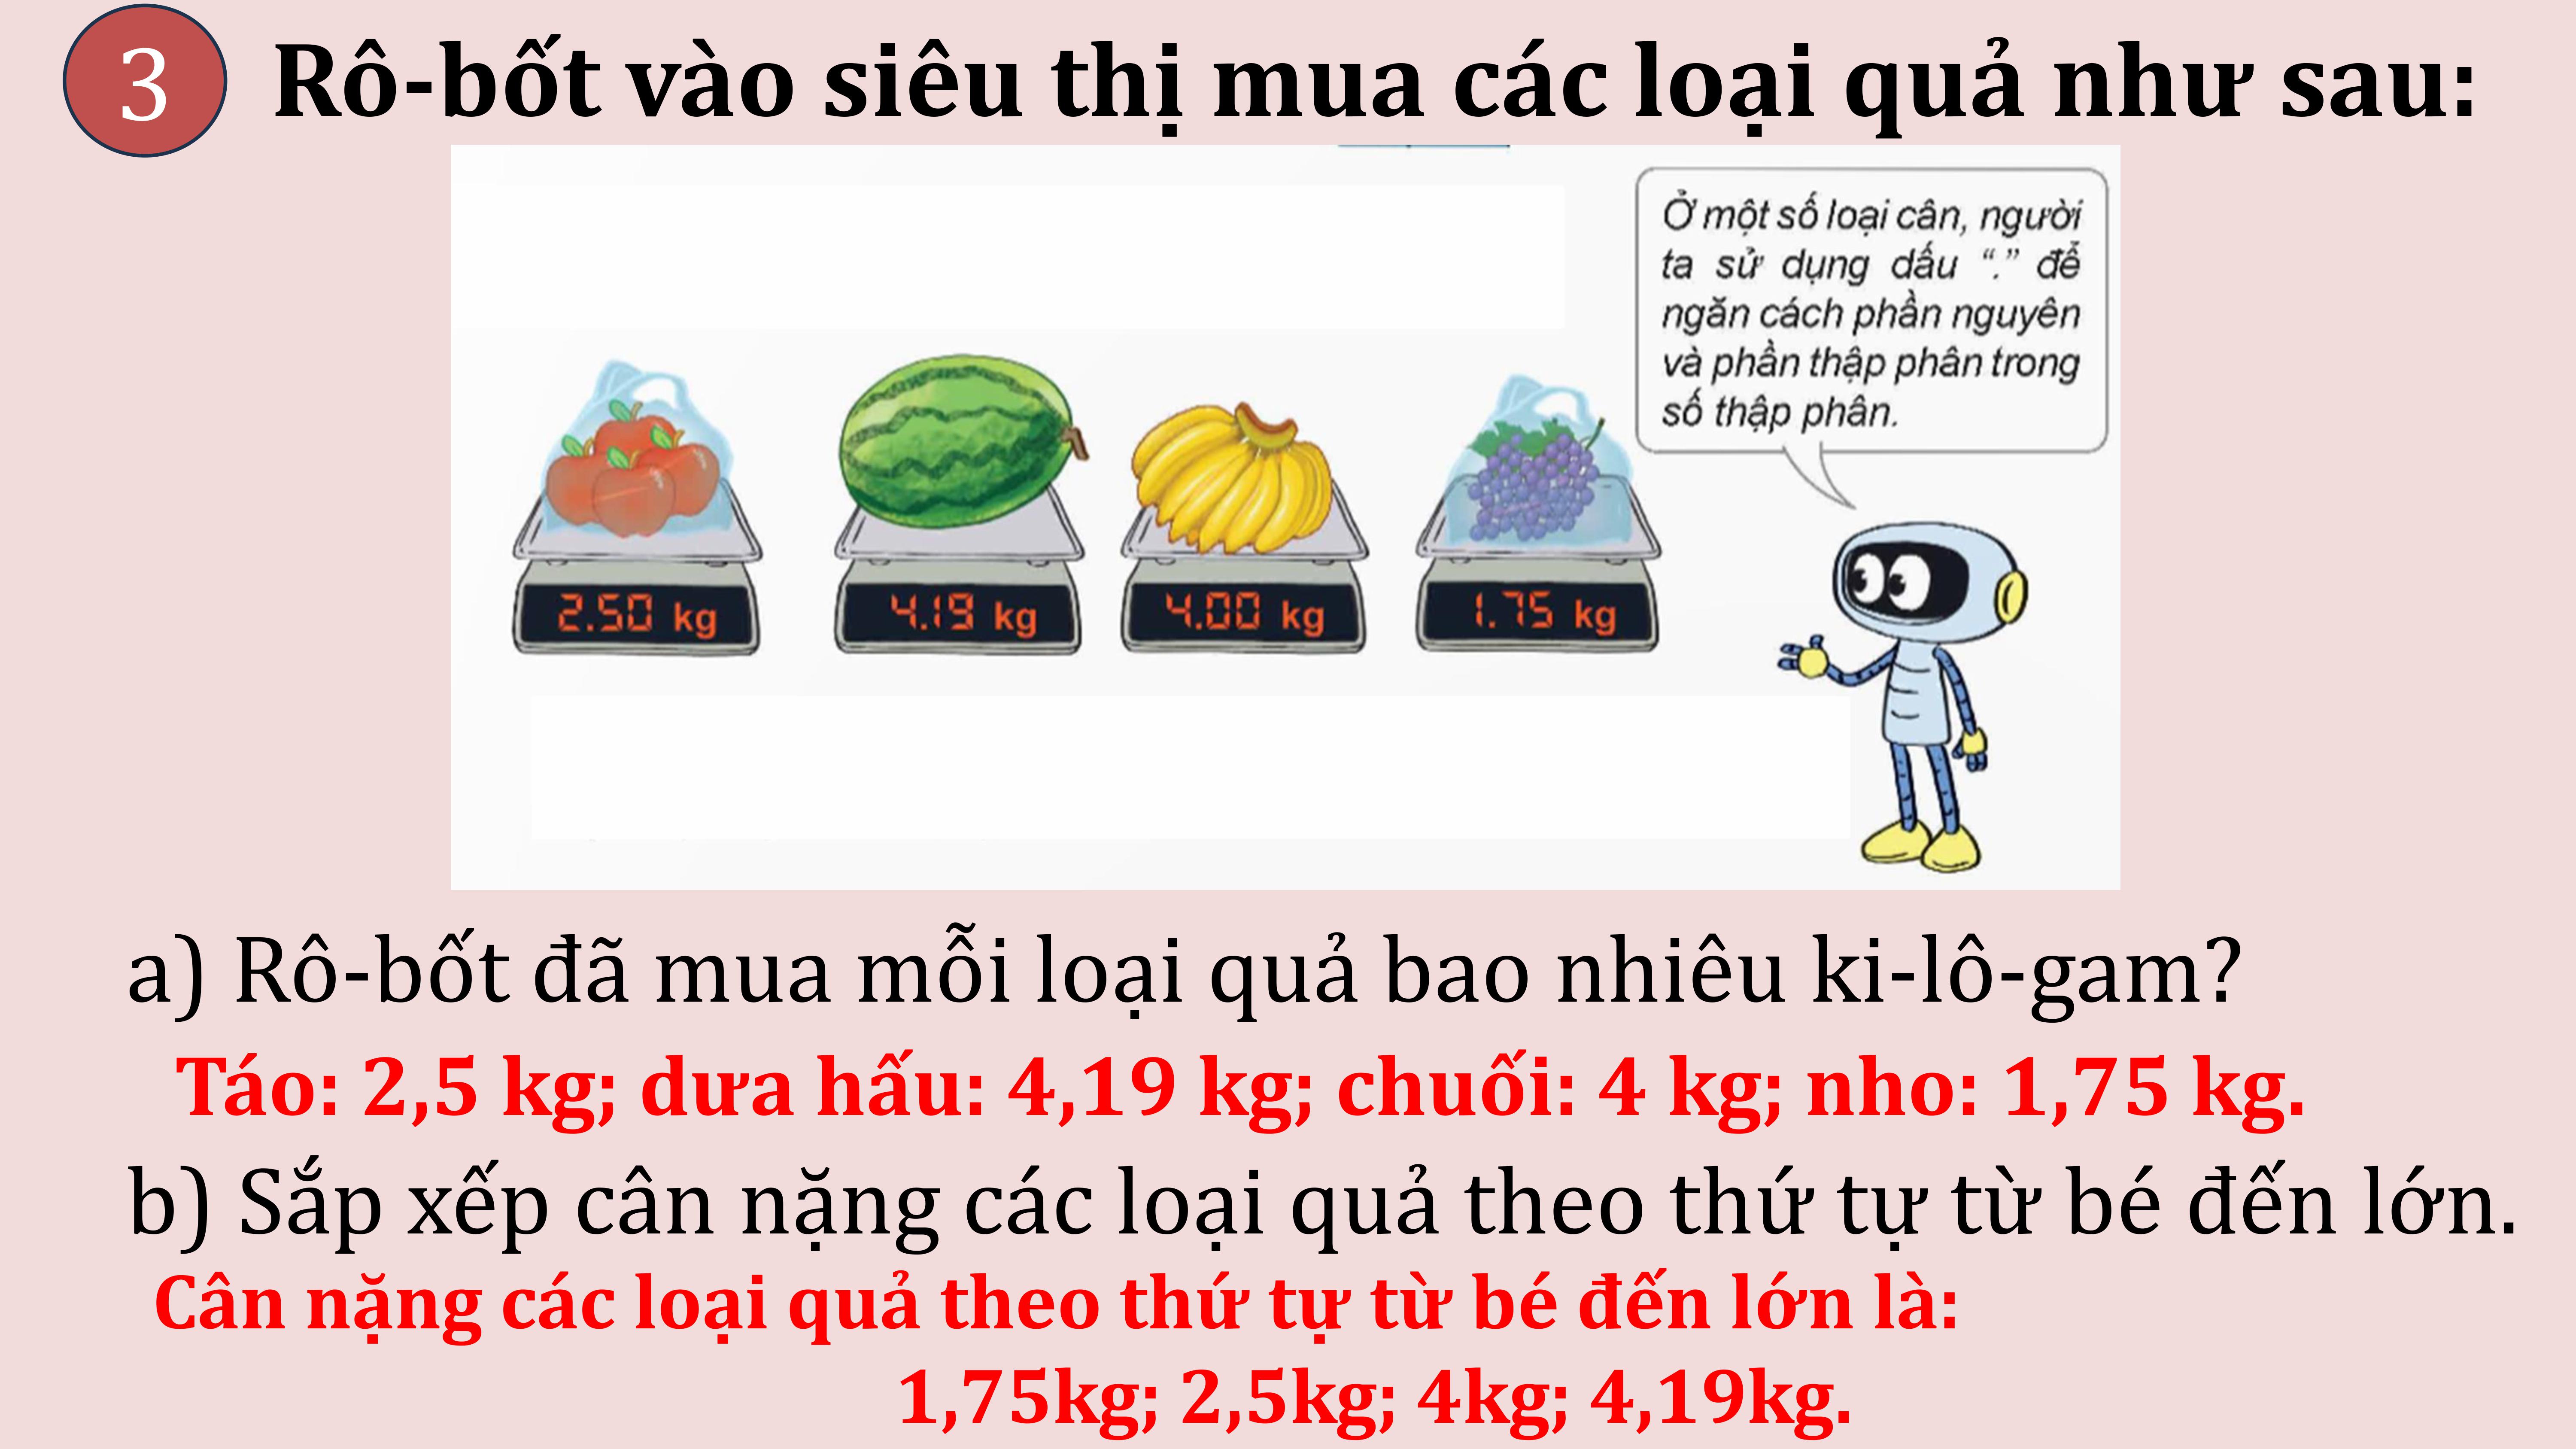 3
Rô-bốt vào siêu thị mua các loại quả như sau:
Ở một số loại cân, người
ta sử dụng dấu “.” để
ngăn cách phần nguyên
và phần thập phân trong
số thập phân.
2.50 kg
4.19 kg
4.00 kg
1.75 kg
a) Rô-bốt đã mua mỗi loại quả bao nhiêu ki-lô-gam?
Táo: 2,5 kg; dưa hấu: 4,19 kg; chuối: 4 kg; nho: 1,75 kg.
b) Sắp xếp cân nặng các loại quả theo thứ tự từ bé đến lớn.
Cân nặng các loại quả theo thứ tự từ bé đến lớn là:
1,75kg; 2,5kg; 4kg; 4,19kg.